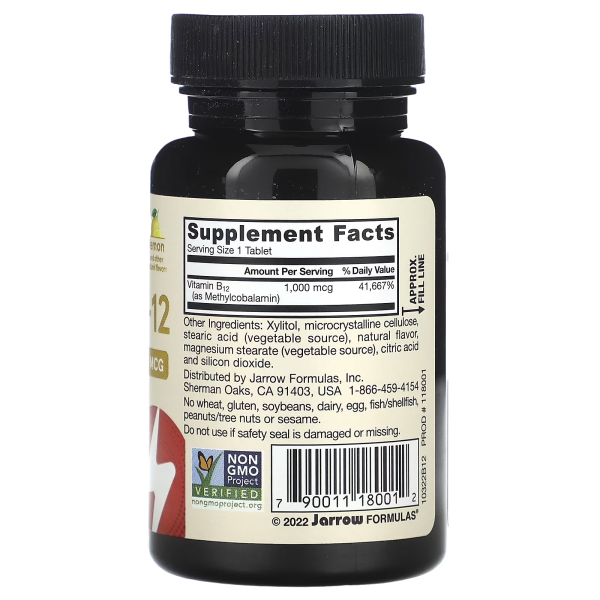 emon
and other
flavor
-12
MCG
Supplement Facts
Serving Size 1 Tablet
Amount Per Serving % Daily Value
Vitamin B12 1,000 mcg 41,667%
(as Methylcobalamin)
APPROX.
FILL LINE
Other Ingredients: Xylitol, microcrystalline cellulose,
stearic acid (vegetable source), natural flavor,
magnesium stearate (vegetable source), citric acid
and silicon dioxide.
Distributed by Jarrow Formulas, Inc.
Sherman Oaks, CA 91403, USA 1-866-459-4154
No wheat, gluten, soybeans, dairy, egg, fish/shellfish,
peanuts/tree nuts or sesame.
Do not use if safety seal is damaged or missing.
10322B12 PROD # 118001
NON
GMO
Project
VERIFIED
nongmoproject.org
7 90011 18001 2
© 2022 Jarrow FORMULAS®